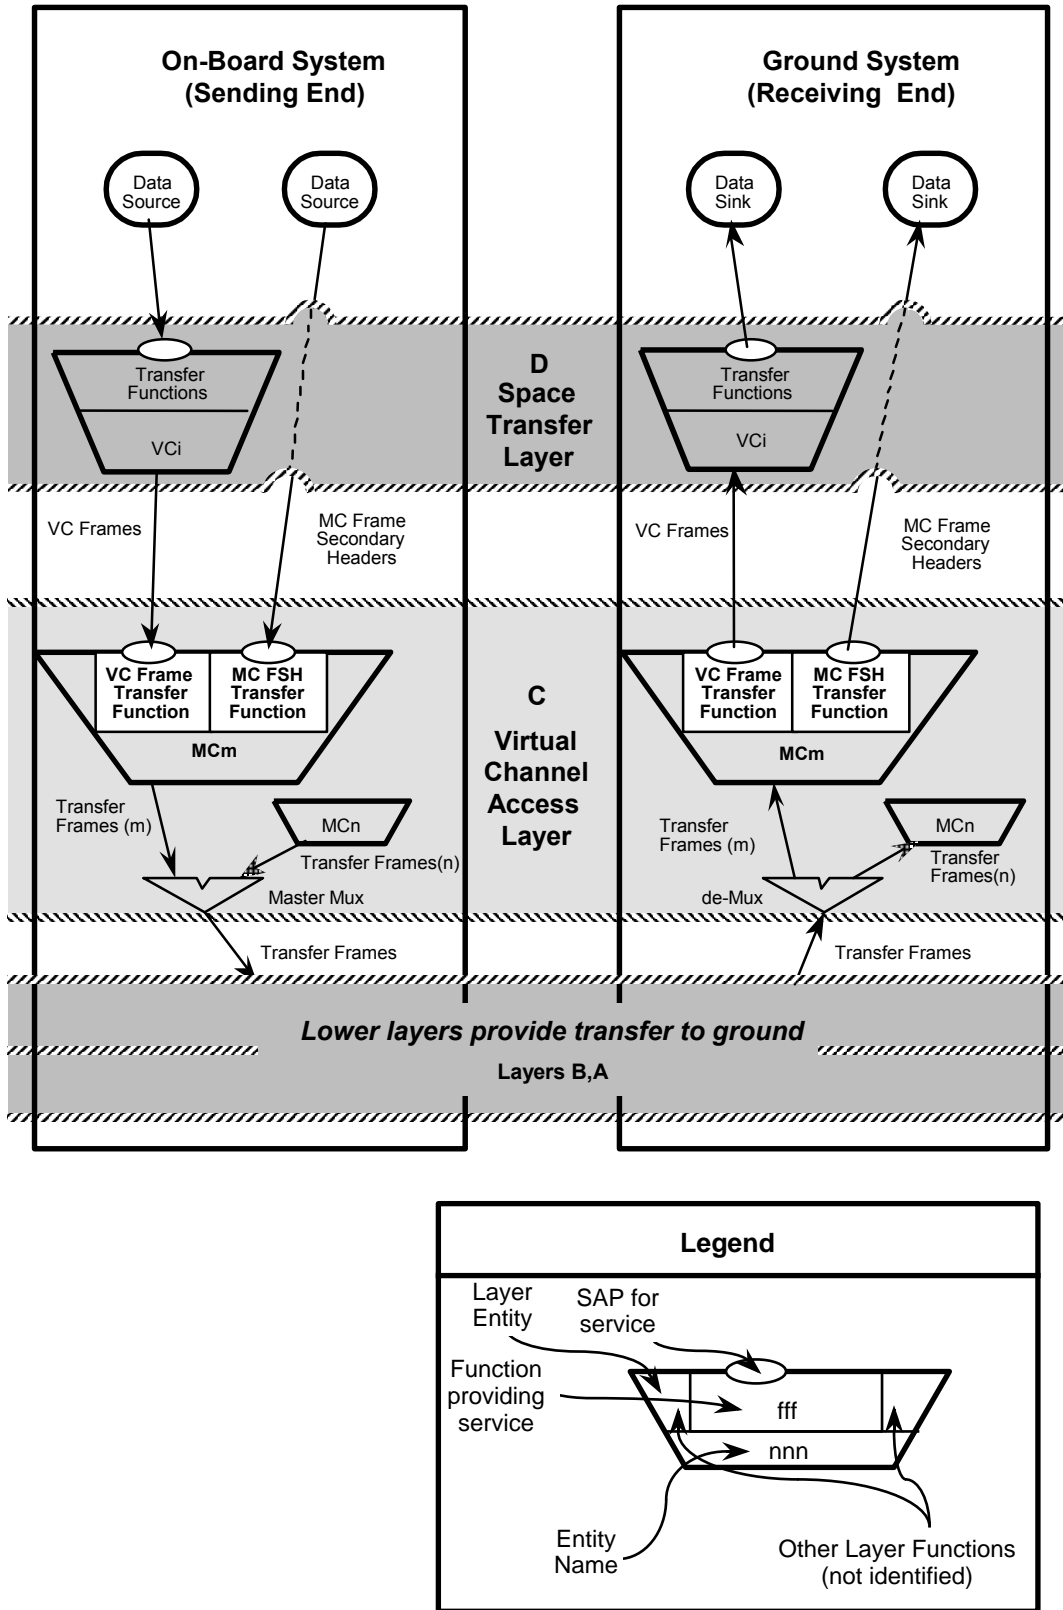 On-Board System
(Sending End)
Ground System
(Receiving End)
Data
Source
Data
Source
Data
Sink
Data
Sink
Transfer
Functions
VCi
D
Space
Transfer
Layer
Transfer
Functions
VCi
VC Frames
MC Frame
Secondary
Headers
VC Frames
MC Frame
Secondary
Headers
VC Frame
Transfer
Function
MC FSH
Transfer
Function
MCm
C
Virtual
Channel
Access
Layer
VC Frame
Transfer
Function
MC FSH
Transfer
Function
MCm
Transfer
Frames (m)
MCn
Transfer Frames(n)
Master Mux
Transfer Frames
Transfer
Frames (m)
MCn
Transfer
Frames(n)
de-Mux
Transfer Frames
Lower layers provide transfer to ground
Layers B,A
Legend
Layer
Entity
SAP for
service
Function
providing
service
fff
nnn
Entity
Name
Other Layer Functions
(not identified)